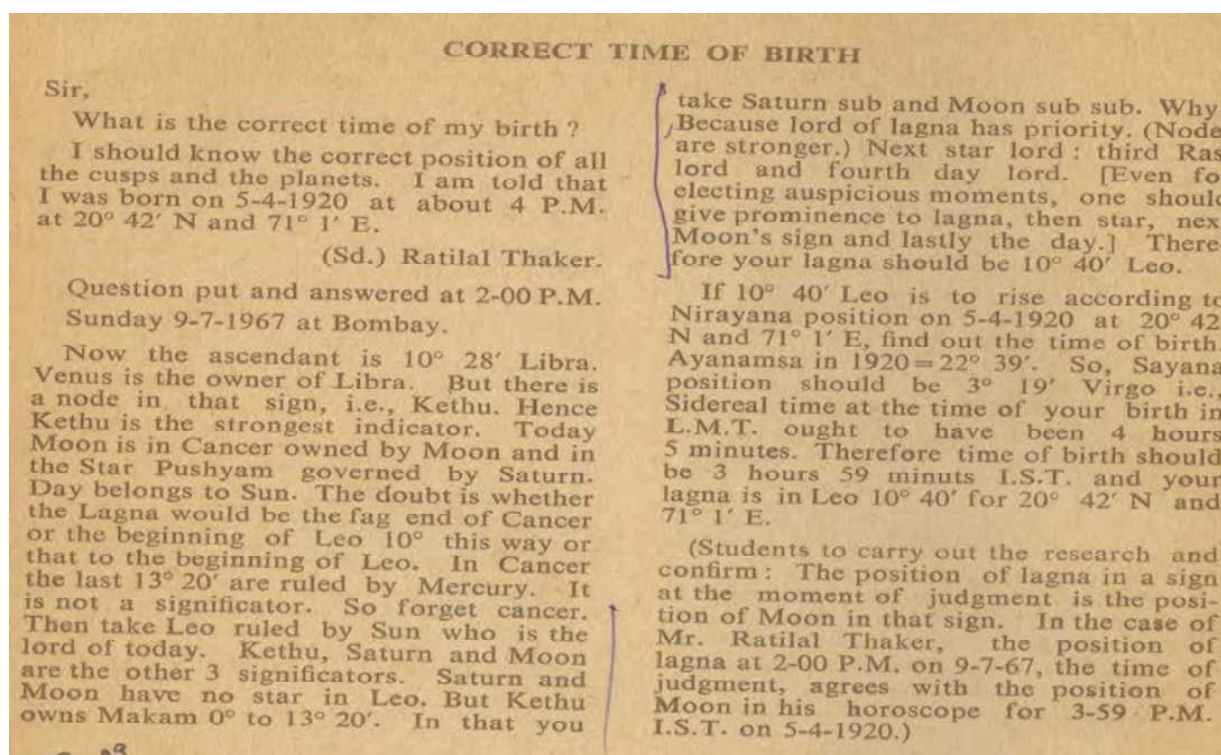 CORRECT TIME OF BIRTH
Sir,
What is the correct time of my birth ?
I should know the correct position of all
the cusps and the planets. I am told that
I was born on 5-4-1920 at about 4 P.M.
at 20° 42′ N and 71° 1′ E.
(Sd.) Ratilal Thaker.
Question put and answered at 2-00 P.M.
Sunday 9-7-1967 at Bombay.
Now the ascendant is 10° 28′ Libra.
Venus is the owner of Libra. But there is
a node in that sign, i.e., Kethu. Hence
Kethu is the strongest indicator. Today
Moon is in Cancer owned by Moon and in
the Star Pushyam governed by Saturn.
Day belongs to Sun. The doubt is whether
the Lagna would be the fag end of Cancer
or the beginning of Leo 10° this way or
that to the beginning of Leo. In Cancer
the last 13° 20′ are ruled by Mercury. It
is not a significator. So forget cancer.
Then take Leo ruled by Sun who is the
lord of today. Kethu, Saturn and Moon
are the other 3 significators. Saturn and
Moon have no star in Leo. But Kethu
owns Makam 0° to 13° 20′. In that you
take Saturn sub and Moon sub sub. Why
Because lord of lagna has priority. (Node
are stronger.) Next star lord : third Ras
lord and fourth day lord. [Even fo
electing auspicious moments, one should
give prominence to lagna, then star, nex
Moon's sign and lastly the day.] There
fore your lagna should be 10° 40′ Leo.
If 10° 40′ Leo is to rise according to
Nirayana position on 5-4-1920 at 20° 42
N and 71° 1′ E, find out the time of birth.
Ayanamsa in 1920=22° 39′. So, Sayana
position should be 3° 19′ Virgo i.e.,
Sidereal time at the time of your birth in
L.M.T. ought to have been 4 hours
5 minutes. Therefore time of birth should
be 3 hours 59 minuts I.S.T. and your
lagna is in Leo 10° 40′ for 20° 42′ N and
71° 1′ E.
(Students to carry out the research and
confirm : The position of lagna in a sign
at the moment of judgment is the posi-
tion of Moon in that sign. In the case of
Mr. Ratilal Thaker, the position of
lagna at 2-00 P.M. on 9-7-67, the time of
judgment, agrees with the position of
Moon in his horoscope for 3-59 P.M.
I.S.T. on 5-4-1920.)